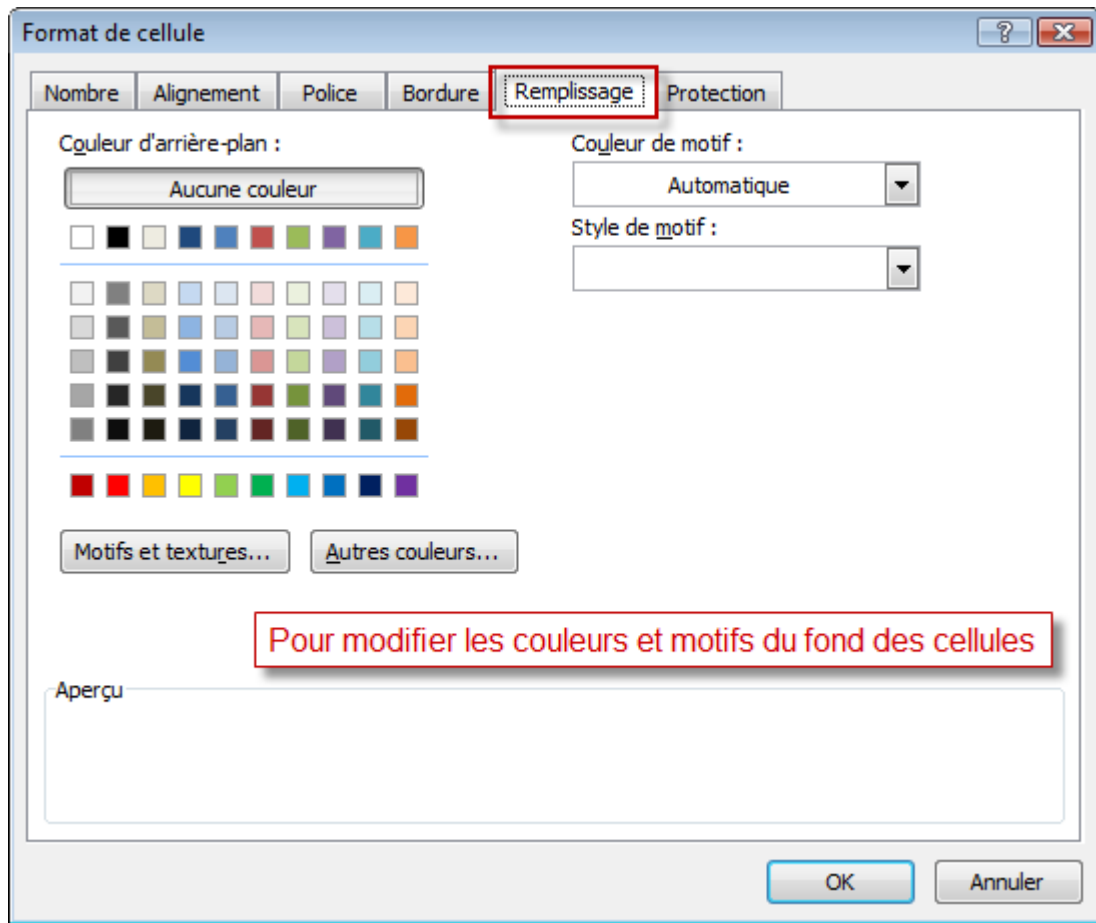 Format de cellule
Nombre Alignement Police Bordure Remplissage Protection
Couleur d'arrière-plan :
Aucune couleur
Couleur de motif :
Automatique
Style de motif :
Motifs et textures... Autres couleurs...
Pour modifier les couleurs et motifs du fond des cellules
Aperçu
OK Annuler